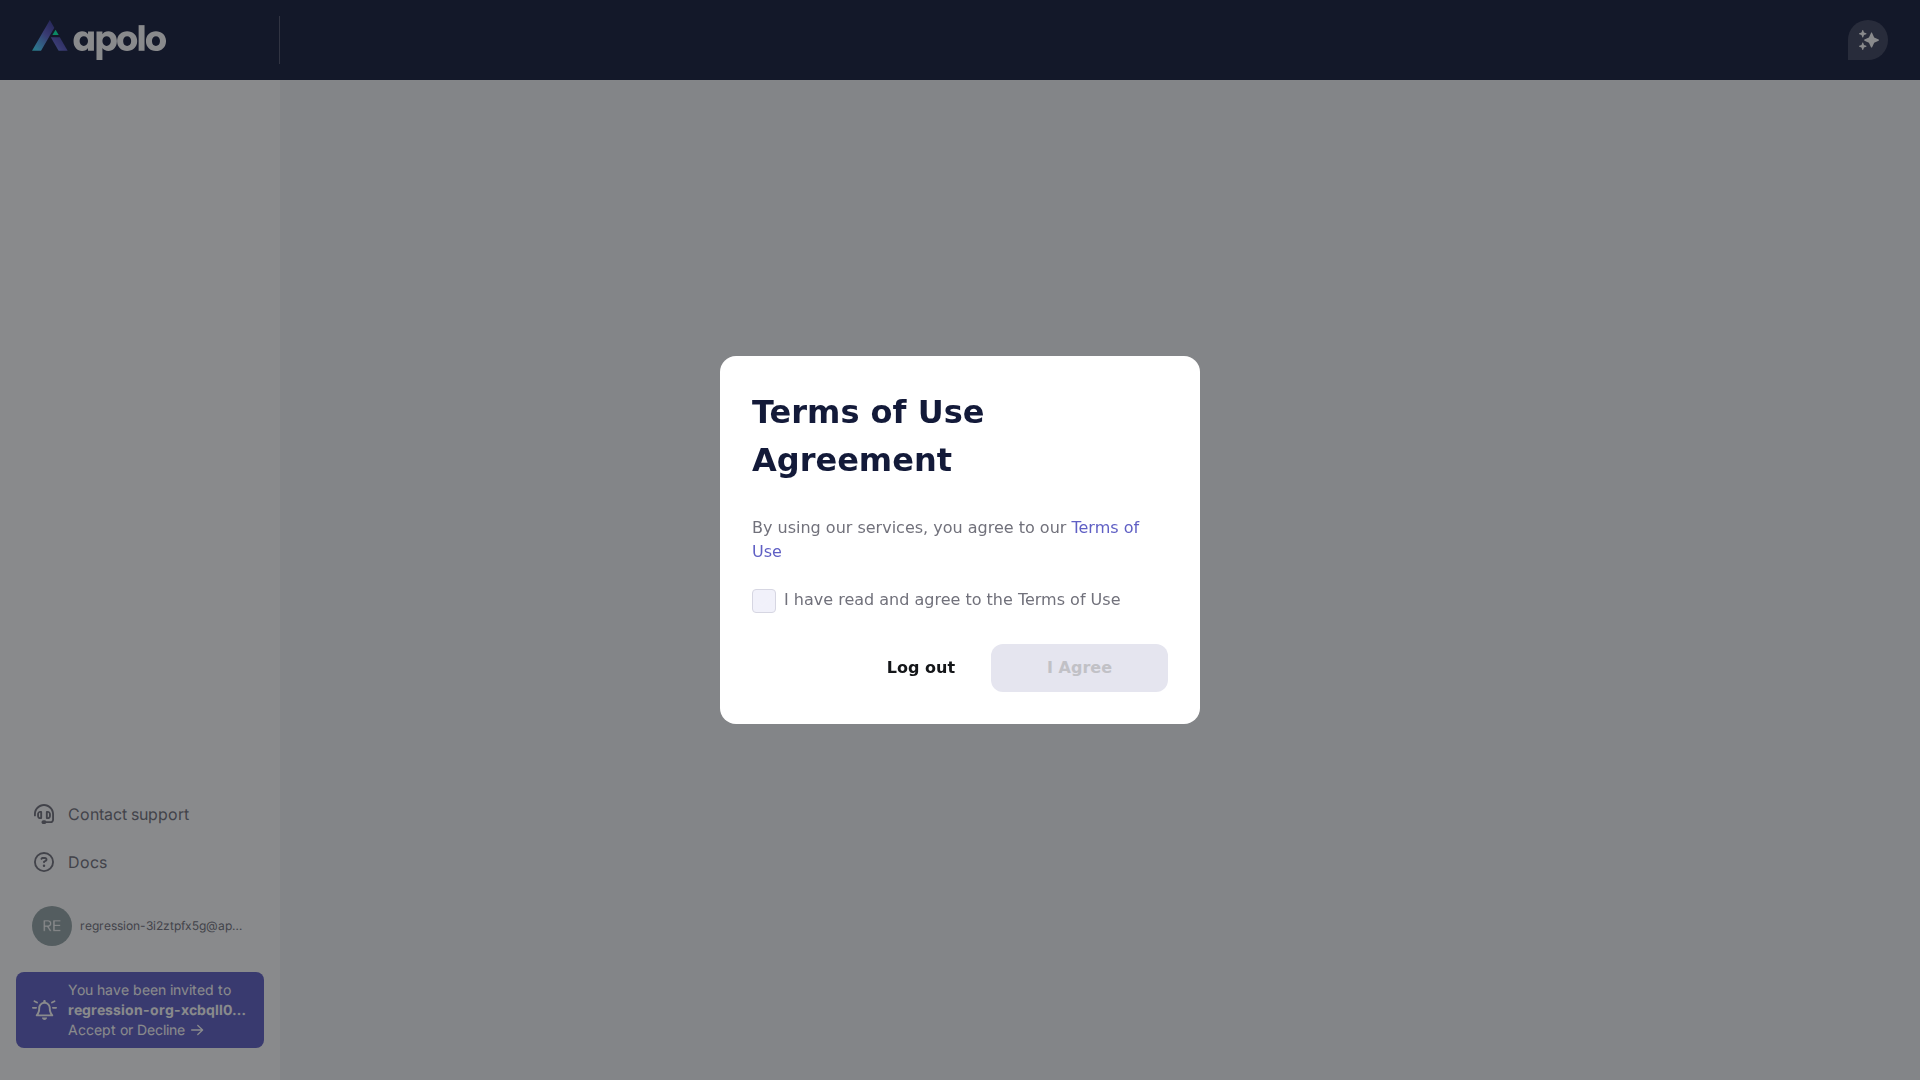 apolo
Terms of Use
Agreement
By using our services, you agree to our Terms of
Use
I have read and agree to the Terms of Use
Log out
I Agree
Contact support
Docs
RE
regression-3i2ztpfx5g@ap...
You have been invited to
regression-org-xcbqll0...
Accept or Decline →